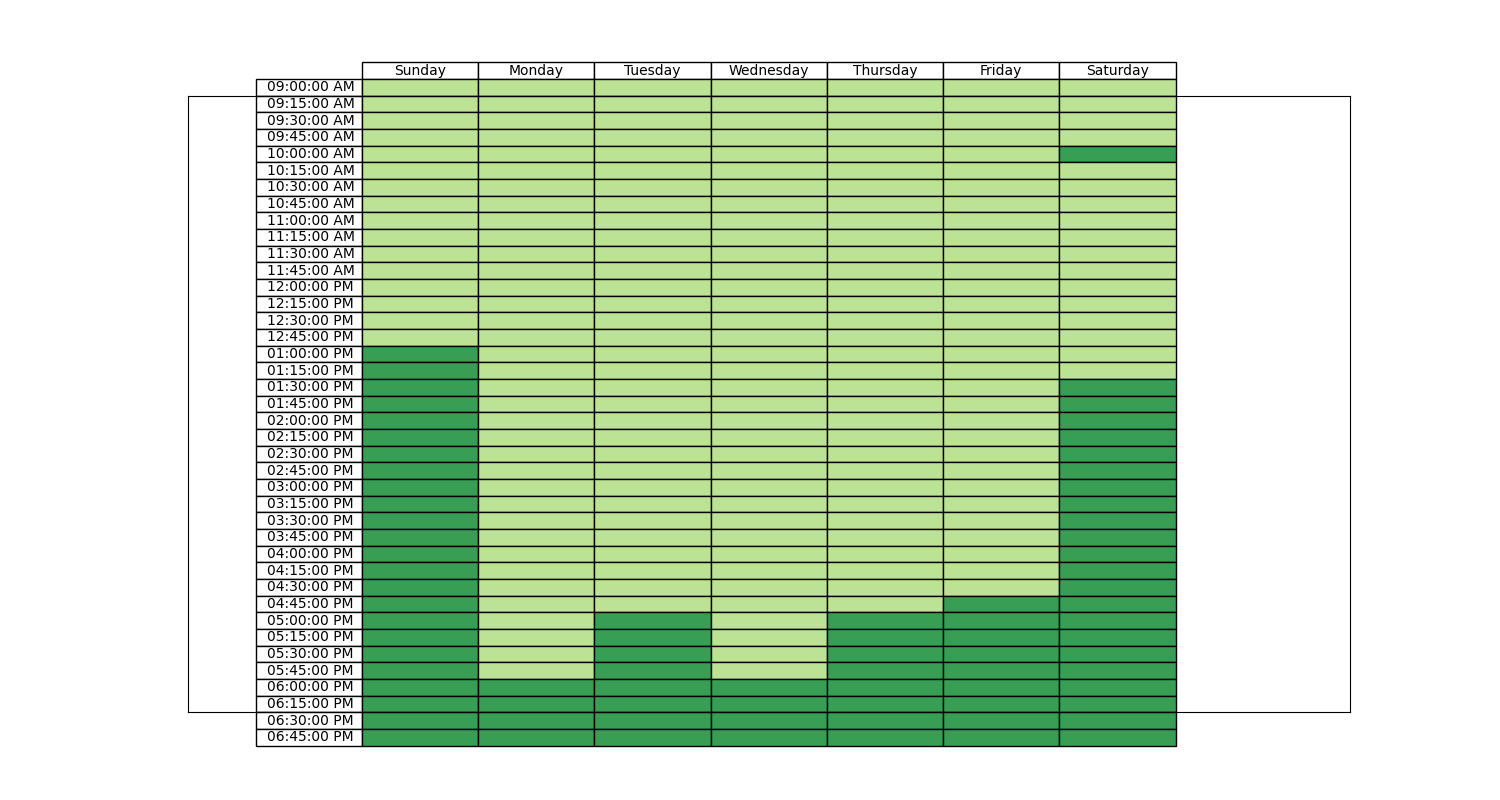 Sunday Monday Tuesday Wednesday Thursday Friday Saturday
09:00:00 AM
09:15:00 AM
09:30:00 AM
09:45:00 AM
10:00:00 AM
10:15:00 AM
10:30:00 AM
10:45:00 AM
11:00:00 AM
11:15:00 AM
11:30:00 AM
11:45:00 AM
12:00:00 PM
12:15:00 PM
12:30:00 PM
12:45:00 PM
01:00:00 PM
01:15:00 PM
01:30:00 PM
01:45:00 PM
02:00:00 PM
02:15:00 PM
02:30:00 PM
02:45:00 PM
03:00:00 PM
03:15:00 PM
03:30:00 PM
03:45:00 PM
04:00:00 PM
04:15:00 PM
04:30:00 PM
04:45:00 PM
05:00:00 PM
05:15:00 PM
05:30:00 PM
05:45:00 PM
06:00:00 PM
06:15:00 PM
06:30:00 PM
06:45:00 PM